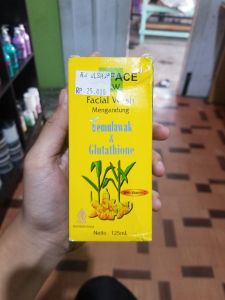 FACE
RP 25.000
Facial Wash
Mengandung
Temulawak
&
Glutathione
Netto : 125mL